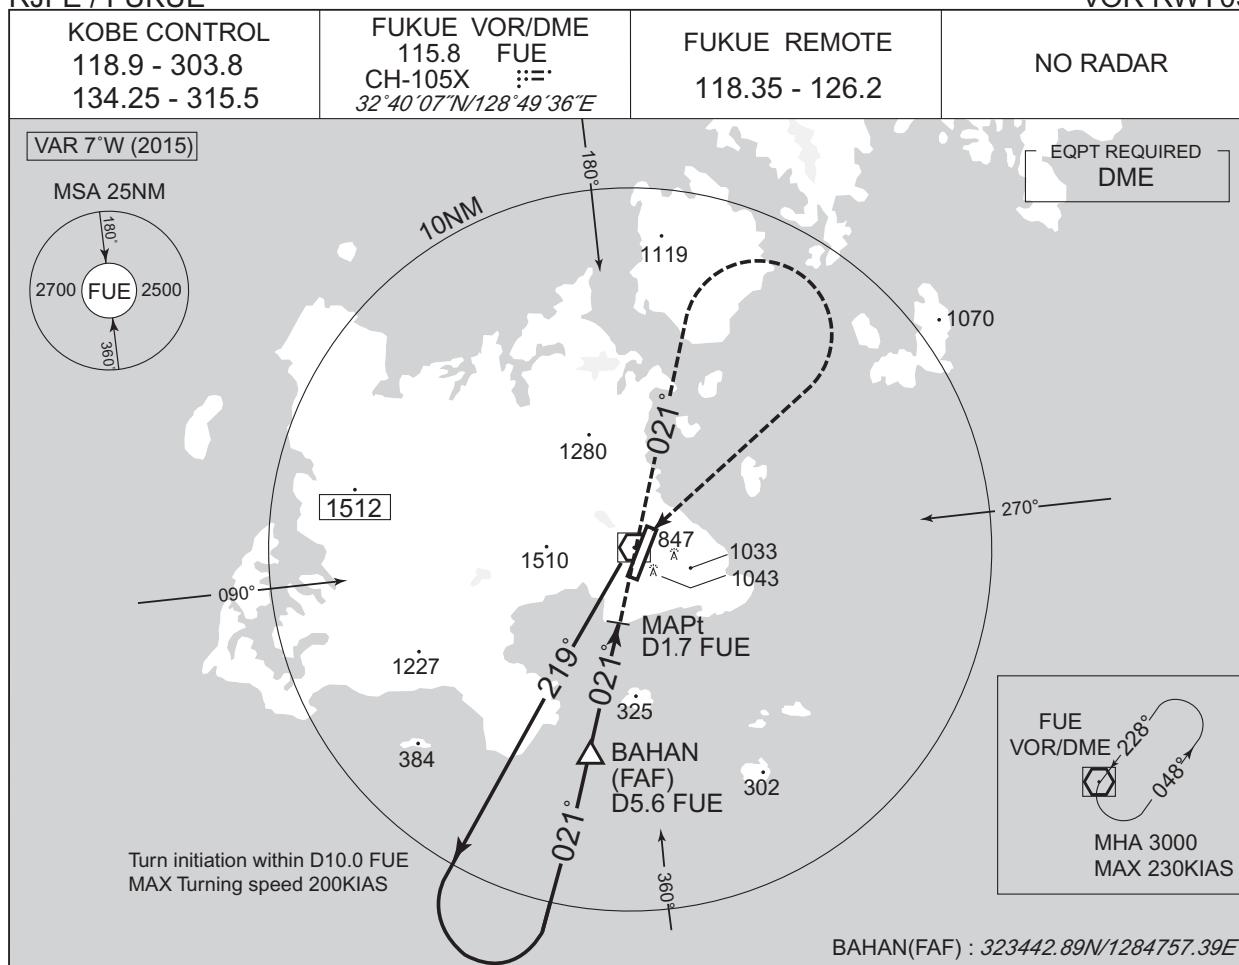 RJFE / FUKUE
VOR RWY 03
KOBE CONTROL
118.9 - 303.8
134.25 - 315.5
FUKUE VOR/DME
115.8 FUE
CH-105X
32°40´07˝N/128°49´36˝E
FUKUE REMOTE
118.35 - 126.2
NO RADAR
VAR 7°W (2015)
MSA 25NM
180°
2700 FUE 2500
360°
EQPT REQUIRED
DME
180°
10NM
1119
1070
021°
1280
1512
270°
847
1510
1033
1043
090°
MAPt
D1.7 FUE
219°
021°
1227
325
384
BAHAN
(FAF)
D5.6 FUE
302
021°
360°
Turn initiation within D10.0 FUE
MAX Turning speed 200KIAS
FUE
VOR/DME
228°
048°
MHA 3000
MAX 230KIAS
BAHAN(FAF) : 323442.89N/1284757.39E